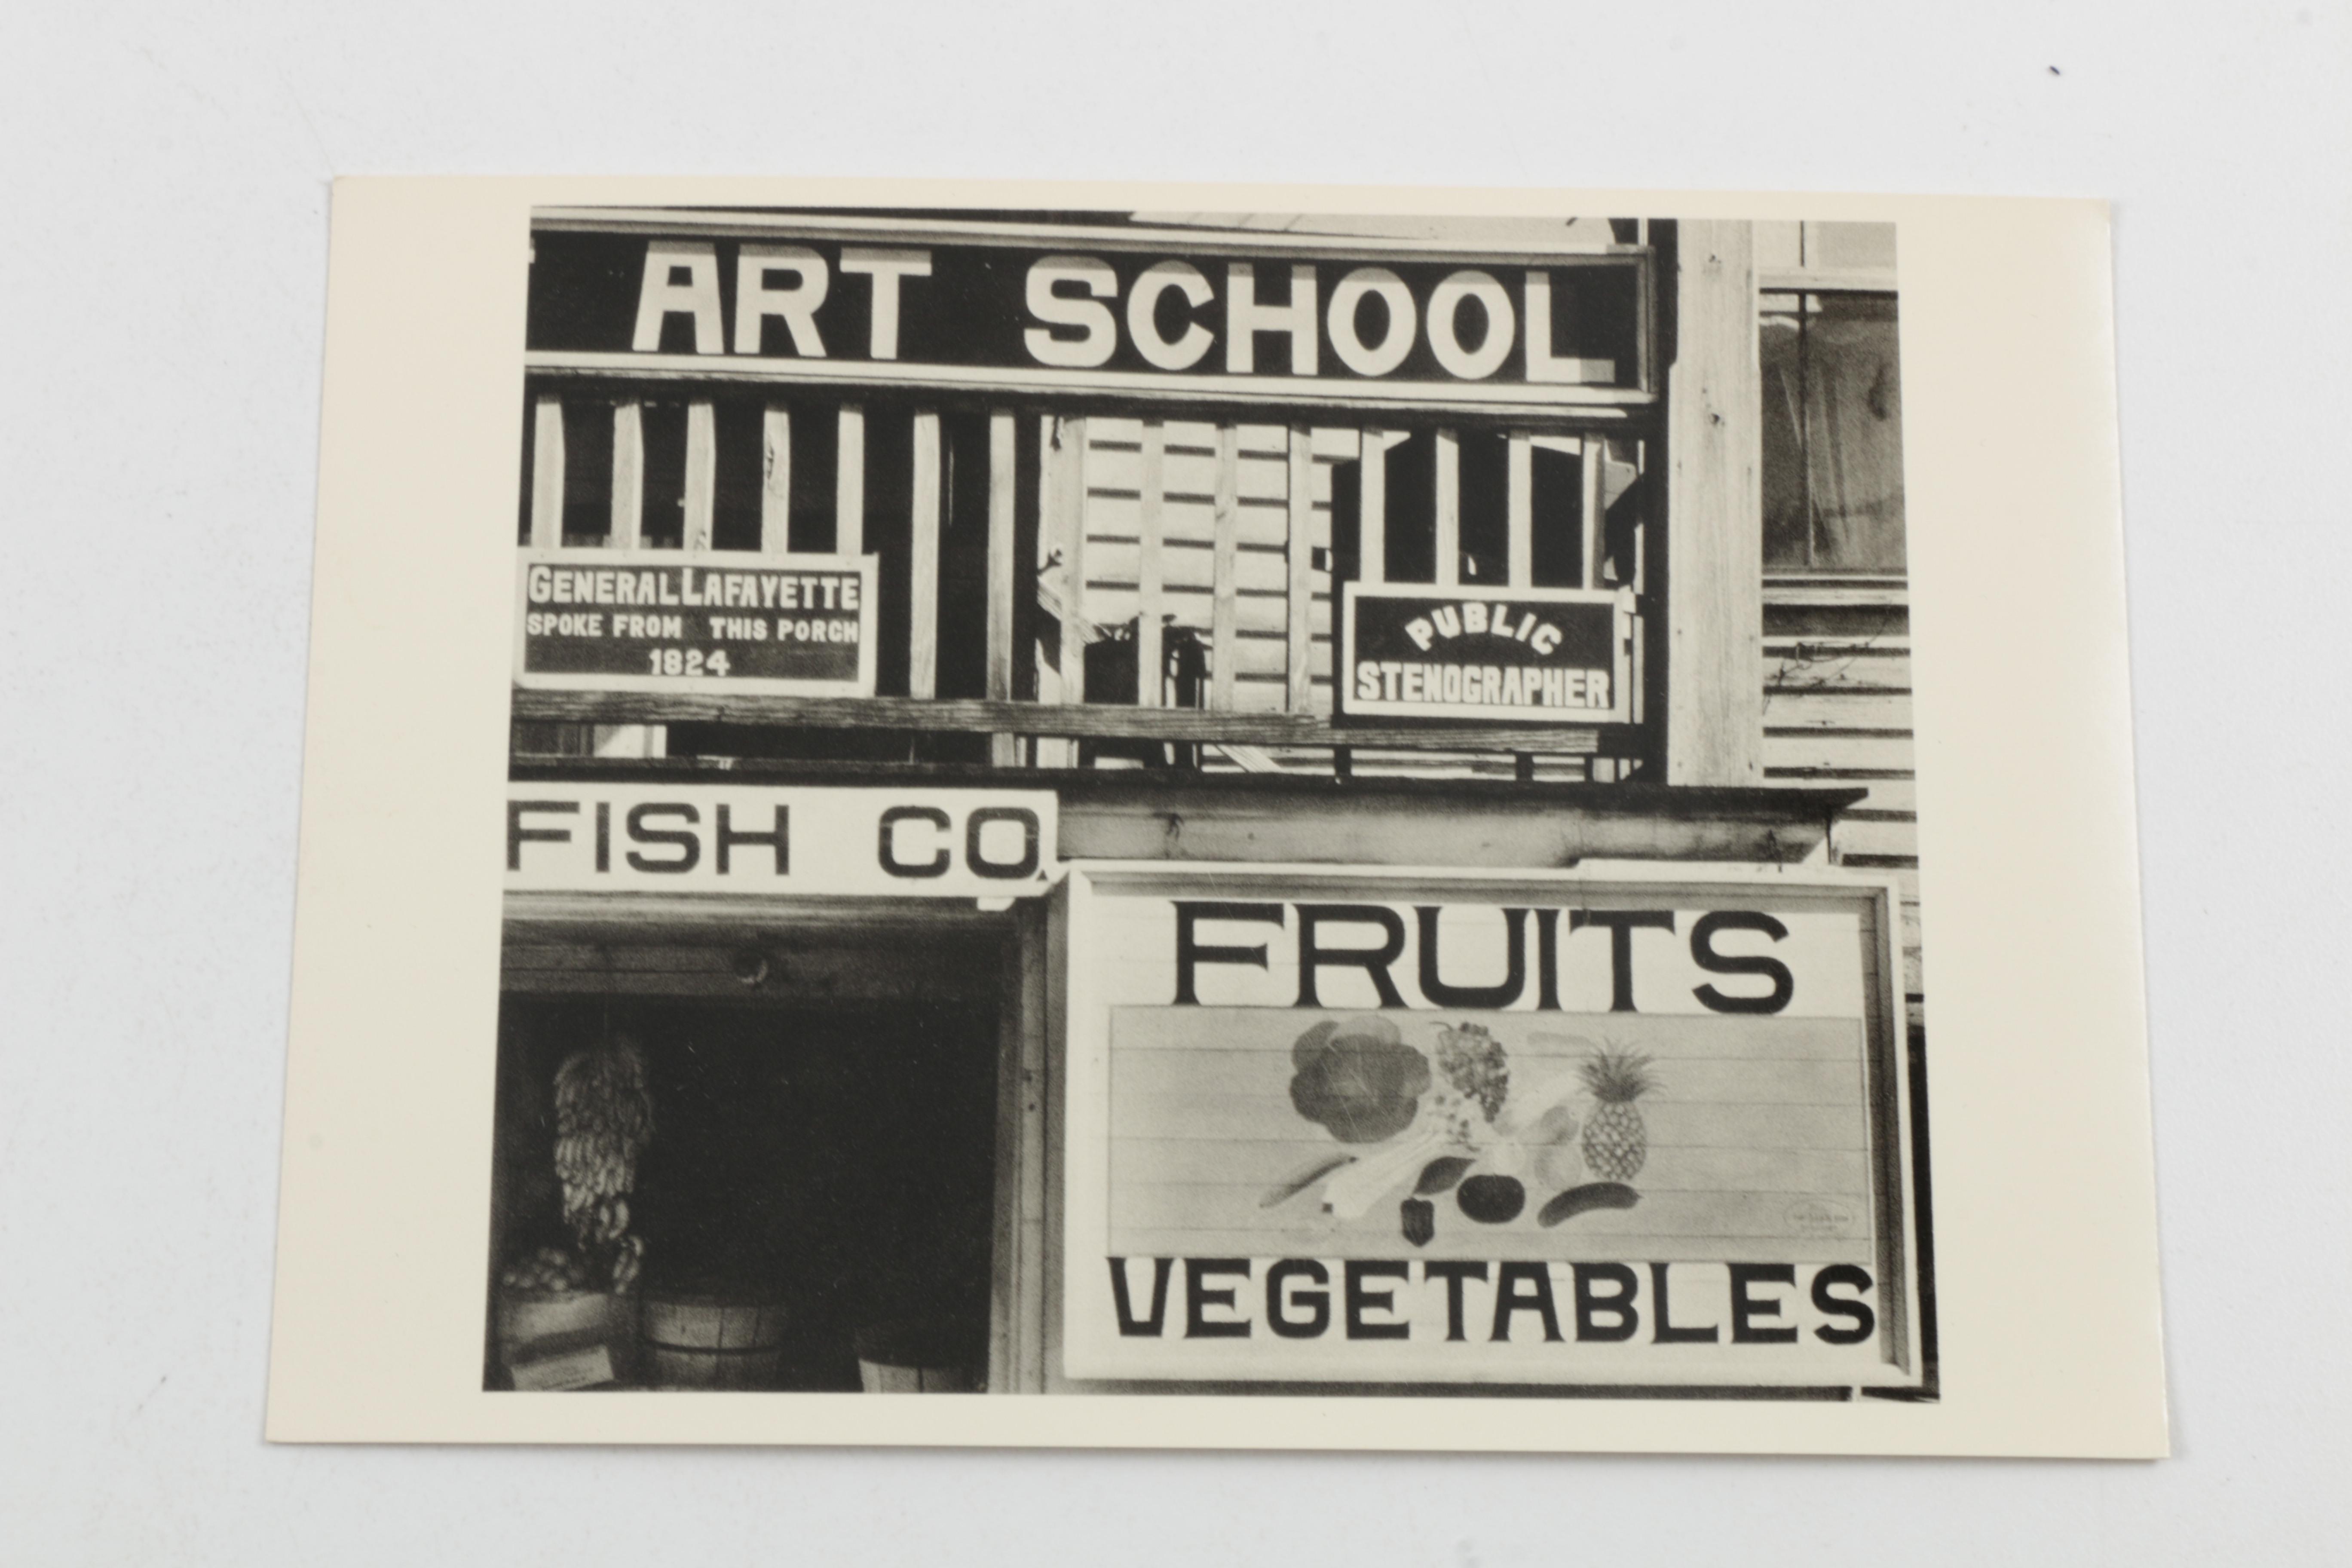 ART SCHOOL
GENERAL LAFAYETTE
SPOKE FROM THIS PORCH
1824
PUBLIC
STENOGRAPHER
FISH CO.
FRUITS
VEGETABLES